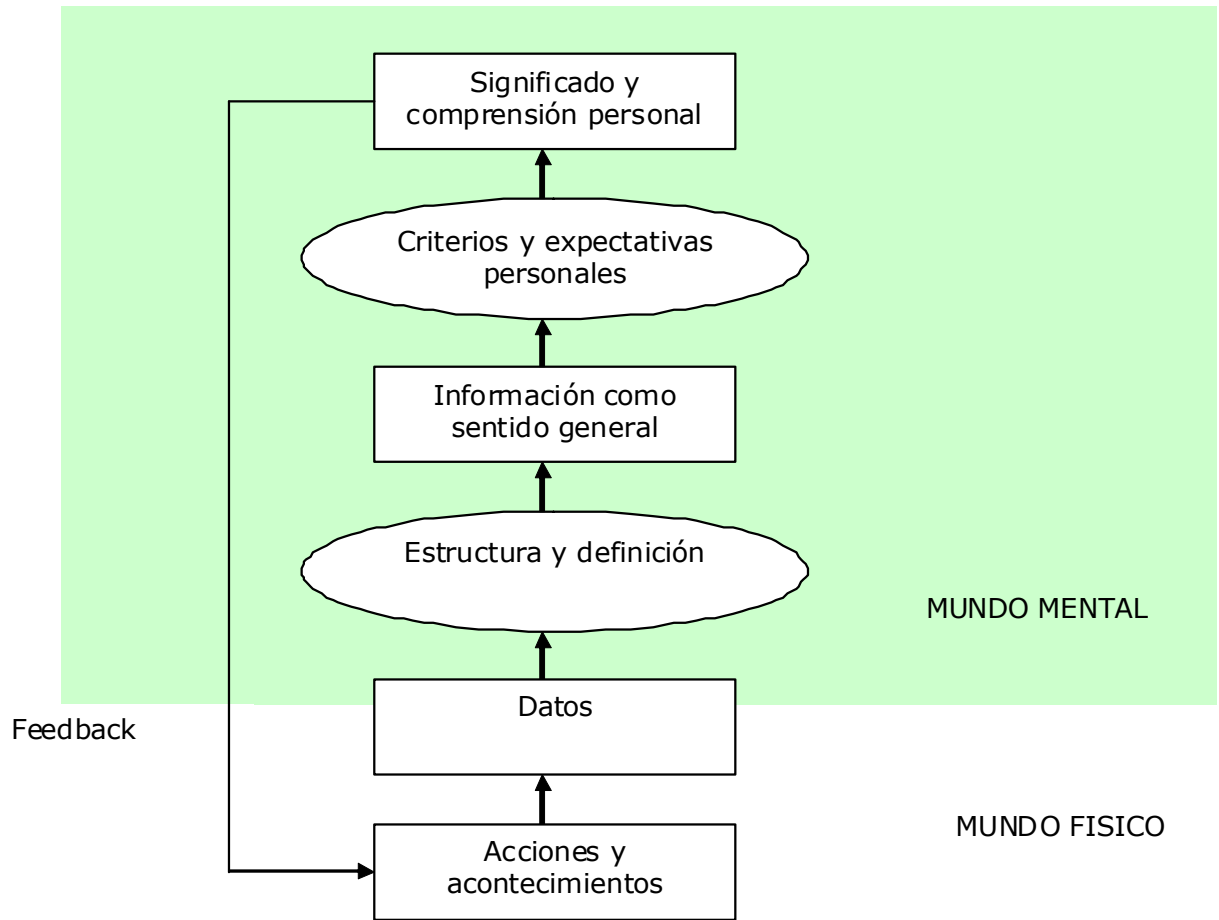 Significado y
comprensión personal
Criterios y expectativas
personales
Información como
sentido general
Estructura y definición
MUNDO MENTAL
Datos
Feedback
MUNDO FISICO
Acciones y
acontecimientos